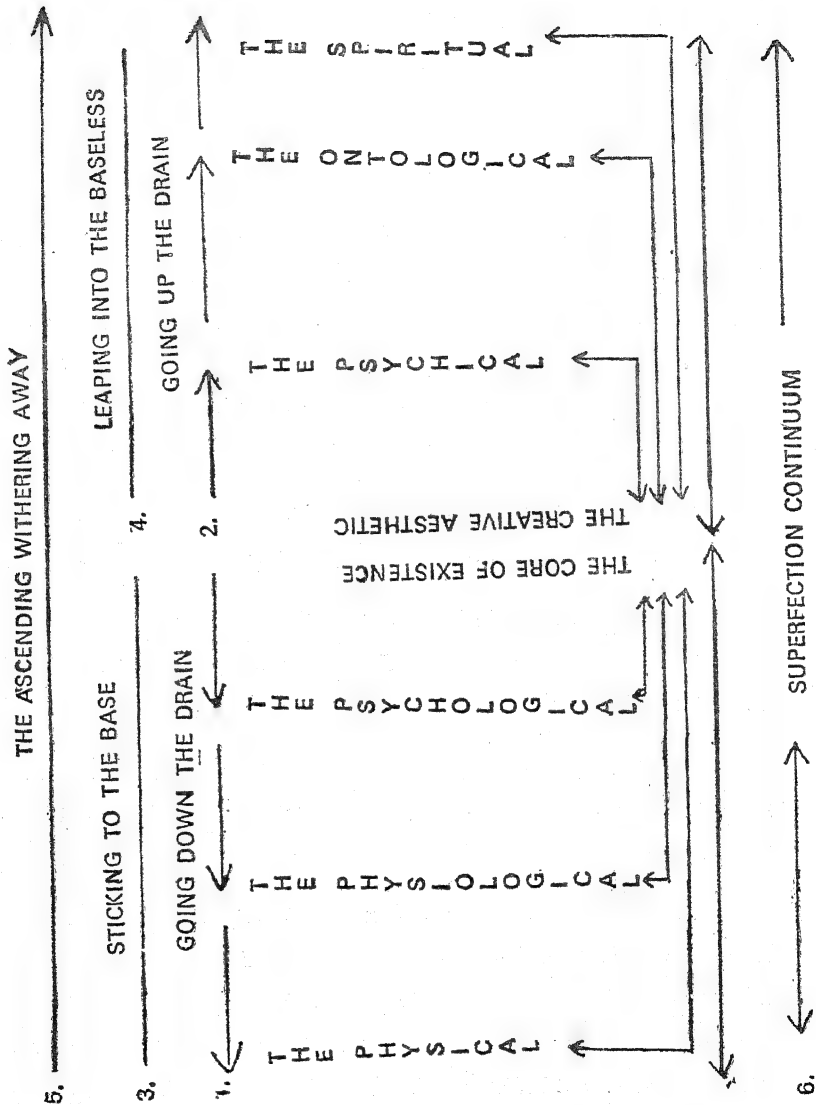 THE ASCENDING WITHERING AWAY
5.
STICKING TO THE BASE
LEAPING INTO THE BASELESS
3.
4.
GOING DOWN THE DRAIN
GOING UP THE DRAIN
1.
2.
THE PHYSICAL
THE PHYSIOLOGICAL
THE PSYCHOLOGICAL
THE CORE OF EXISTENCE
THE CREATIVE AESTHETIC
THE PSYCHICAL
THE ONTOLOGICAL
THE SPIRITUAL
SUPERFECTION CONTINUUM
6.